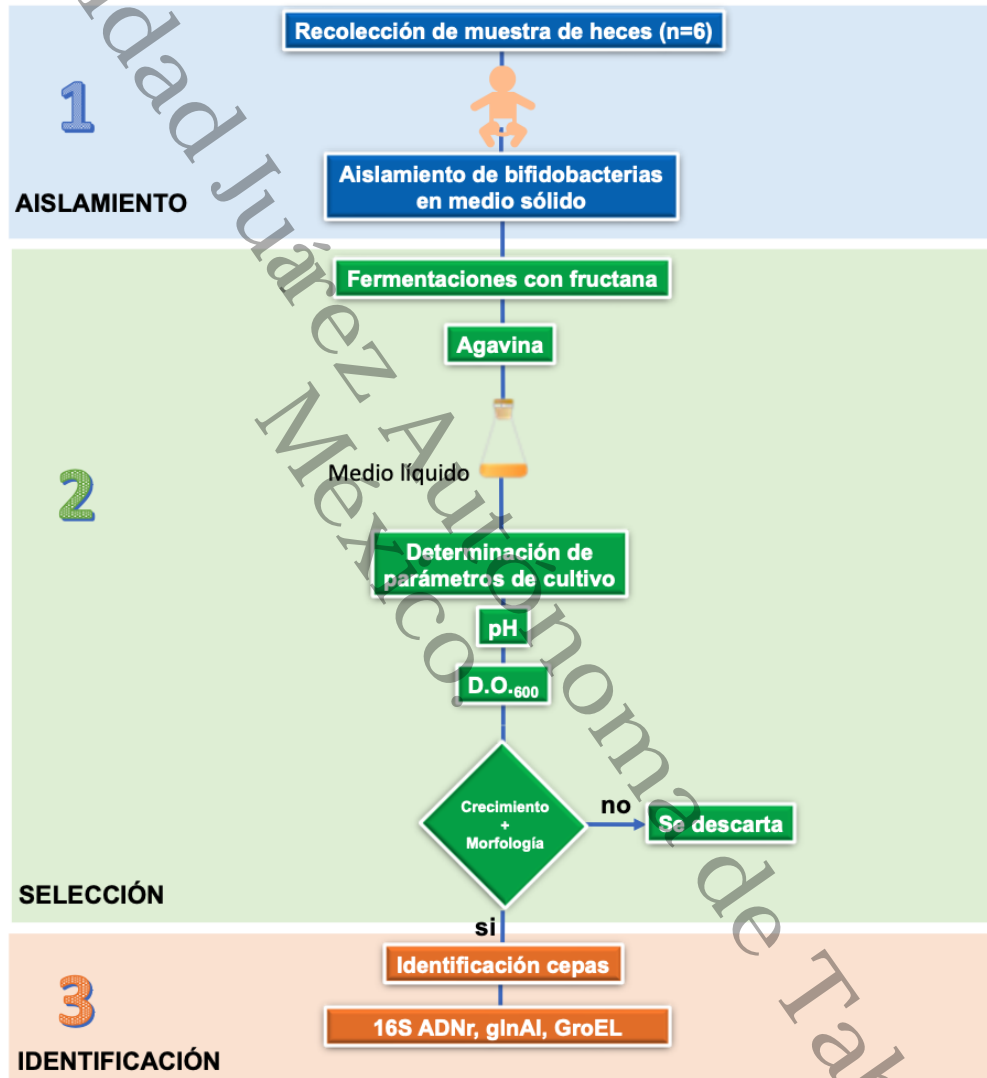 Recolección de muestra de heces (n=6)
1
Aislamiento de bifidobacterias
en medio sólido
AISLAMIENTO
Fermentaciones con fructana
Agavina
Medio líquido
2
Determinación de
parámetros de cultivo
pH
D.O.600
Crecimiento
+
Morfología
no
Se descarta
SELECCIÓN
si
Identificación cepas
3
16S ADNr, glnAI, GroEL
IDENTIFICACIÓN
dad Juárez Autónoma de Tab
México.